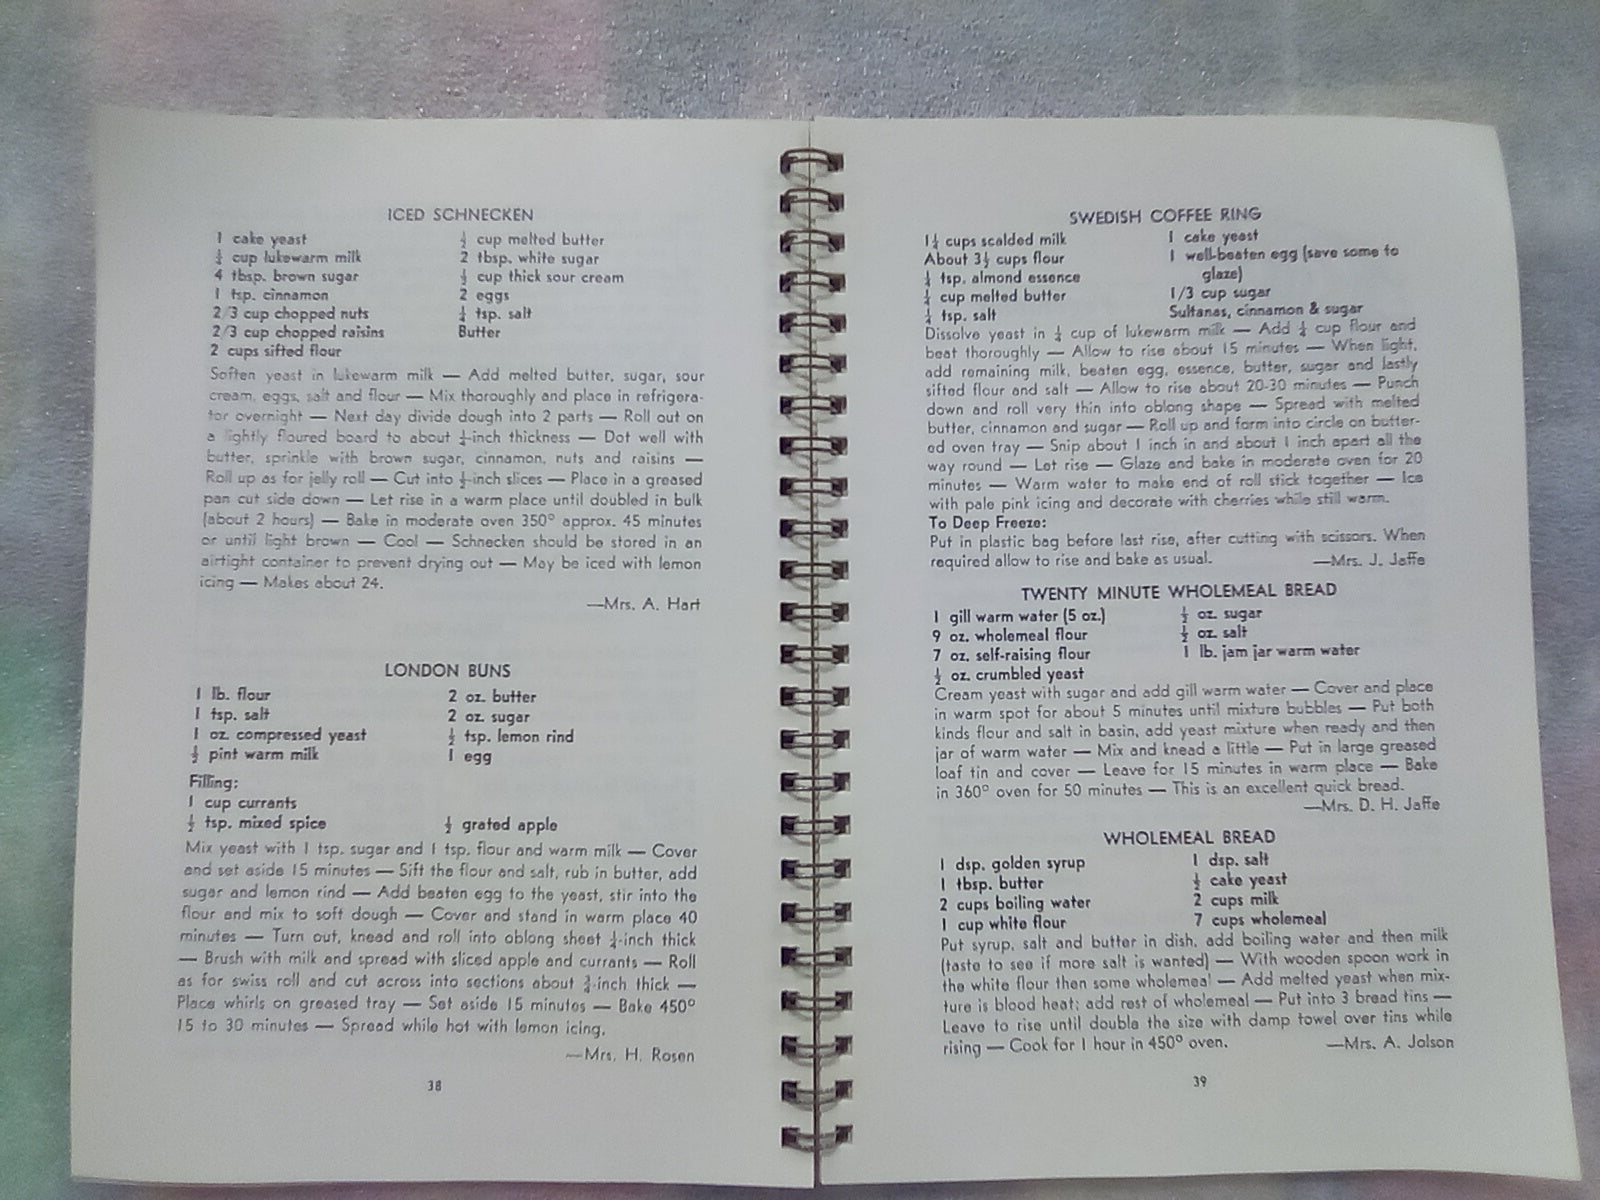 ICED SCHNECKEN
1 cake yeast
¼ cup lukewarm milk
4 tbsp. brown sugar
1 tsp. cinnamon
2/3 cup chopped nuts
2/3 cup chopped raisins
2 cups sifted flour
½ cup melted butter
2 tbsp. white sugar
½ cup thick sour cream
2 eggs
¼ tsp. salt
Butter
Soften yeast in lukewarm milk — Add melted butter, sugar, sour
cream, eggs, salt and flour — Mix thoroughly and place in refrigera-
tor overnight — Next day divide dough into 2 parts — Roll out on
a lightly floured board to about ¼-inch thickness — Dot well with
butter, sprinkle with brown sugar, cinnamon, nuts and raisins —
Roll up as for jelly roll — Cut into ½-inch slices — Place in a greased
pan cut side down — Let rise in a warm place until doubled in bulk
(about 2 hours) — Bake in moderate oven 350° approx. 45 minutes
or until light brown — Cool — Schnecken should be stored in an
airtight container to prevent drying out — May be iced with lemon
icing — Makes about 24.
—Mrs. A. Hart
LONDON BUNS
1 lb. flour
1 tsp. salt
1 oz. compressed yeast
½ pint warm milk
2 oz. butter
2 oz. sugar
½ tsp. lemon rind
1 egg
Filling:
1 cup currants
½ tsp. mixed spice
½ grated apple
Mix yeast with 1 tsp. sugar and 1 tsp. flour and warm milk — Cover
and set aside 15 minutes — Sift the flour and salt, rub in butter, add
sugar and lemon rind — Add beaten egg to the yeast, stir into the
flour and mix to soft dough — Cover and stand in warm place 40
minutes — Turn out, knead and roll into oblong sheet ¼-inch thick
— Brush with milk and spread with sliced apple and currants — Roll
as for swiss roll and cut across into sections about ¾-inch thick —
Place whirls on greased tray — Set aside 15 minutes — Bake 450°
15 to 30 minutes — Spread while hot with lemon icing.
—Mrs. H. Rosen
38
SWEDISH COFFEE RING
1¼ cups scalded milk
About 3½ cups flour
¼ tsp. almond essence
¼ cup melted butter
¼ tsp. salt
1 cake yeast
1 well-beaten egg (save some to
glaze)
1/3 cup sugar
Sultanas, cinnamon & sugar
Dissolve yeast in ¼ cup of lukewarm milk — Add ¼ cup flour and
beat thoroughly — Allow to rise about 15 minutes — When light,
add remaining milk, beaten egg, essence, butter, sugar and lastly
sifted flour and salt — Allow to rise about 20-30 minutes — Punch
down and roll very thin into oblong shape — Spread with melted
butter, cinnamon and sugar — Roll up and form into circle on butter-
ed oven tray — Snip about 1 inch in and about 1 inch apart all the
way round — Let rise — Glaze and bake in moderate oven for 20
minutes — Warm water to make end of roll stick together — Ice
with pale pink icing and decorate with cherries while still warm.
To Deep Freeze:
Put in plastic bag before last rise, after cutting with scissors. When
required allow to rise and bake as usual. —Mrs. J. Jaffe
TWENTY MINUTE WHOLEMEAL BREAD
1 gill warm water (5 oz.)
9 oz. wholemeal flour
7 oz. self-raising flour
½ oz. crumbled yeast
½ oz. sugar
½ oz. salt
1 lb. jam jar warm water
Cream yeast with sugar and add gill warm water — Cover and place
in warm spot for about 5 minutes until mixture bubbles — Put both
kinds flour and salt in basin, add yeast mixture when ready and then
jar of warm water — Mix and knead a little — Put in large greased
loaf tin and cover — Leave for 15 minutes in warm place — Bake
in 360° oven for 50 minutes — This is an excellent quick bread.
—Mrs. D. H. Jaffe
WHOLEMEAL BREAD
1 dsp. golden syrup
1 tbsp. butter
2 cups boiling water
1 cup white flour
1 dsp. salt
½ cake yeast
2 cups milk
7 cups wholemeal
Put syrup, salt and butter in dish, add boiling water and then milk
(taste to see if more salt is wanted) — With wooden spoon work in
the white flour then some wholemeal — Add melted yeast when mix-
ture is blood heat; add rest of wholemeal — Put into 3 bread tins —
Leave to rise until double the size with damp towel over tins while
rising — Cook for 1 hour in 450° oven. —Mrs. A. Jolson
39